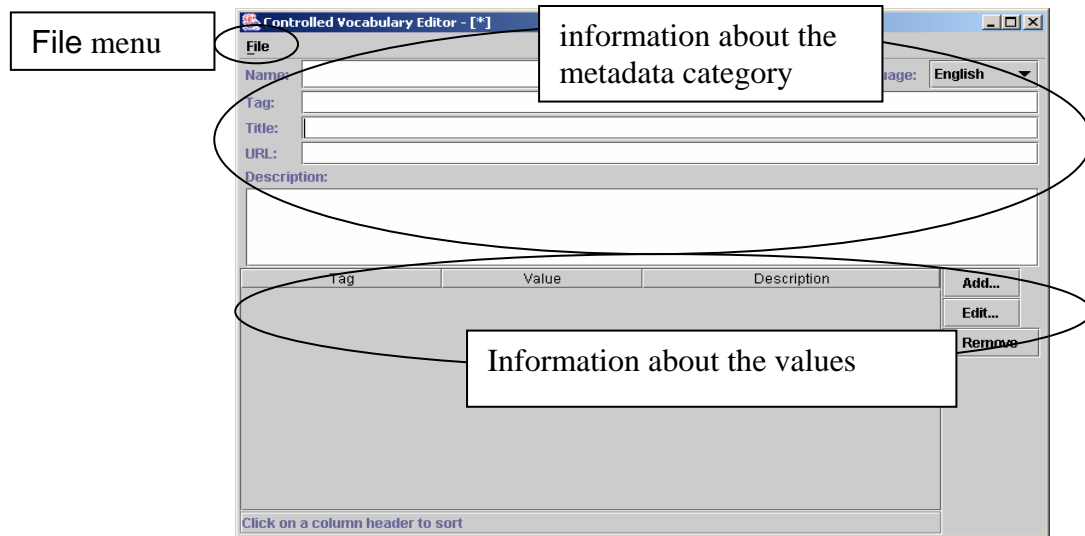 Controlled Vocabulary Editor - [*]
File menu
File
information about the
metadata category
Name:
uage: English
Tag:
Title:
URL:
Description:
Tag Value Description
Add...
Edit...
Remove
Information about the values
Click on a column header to sort